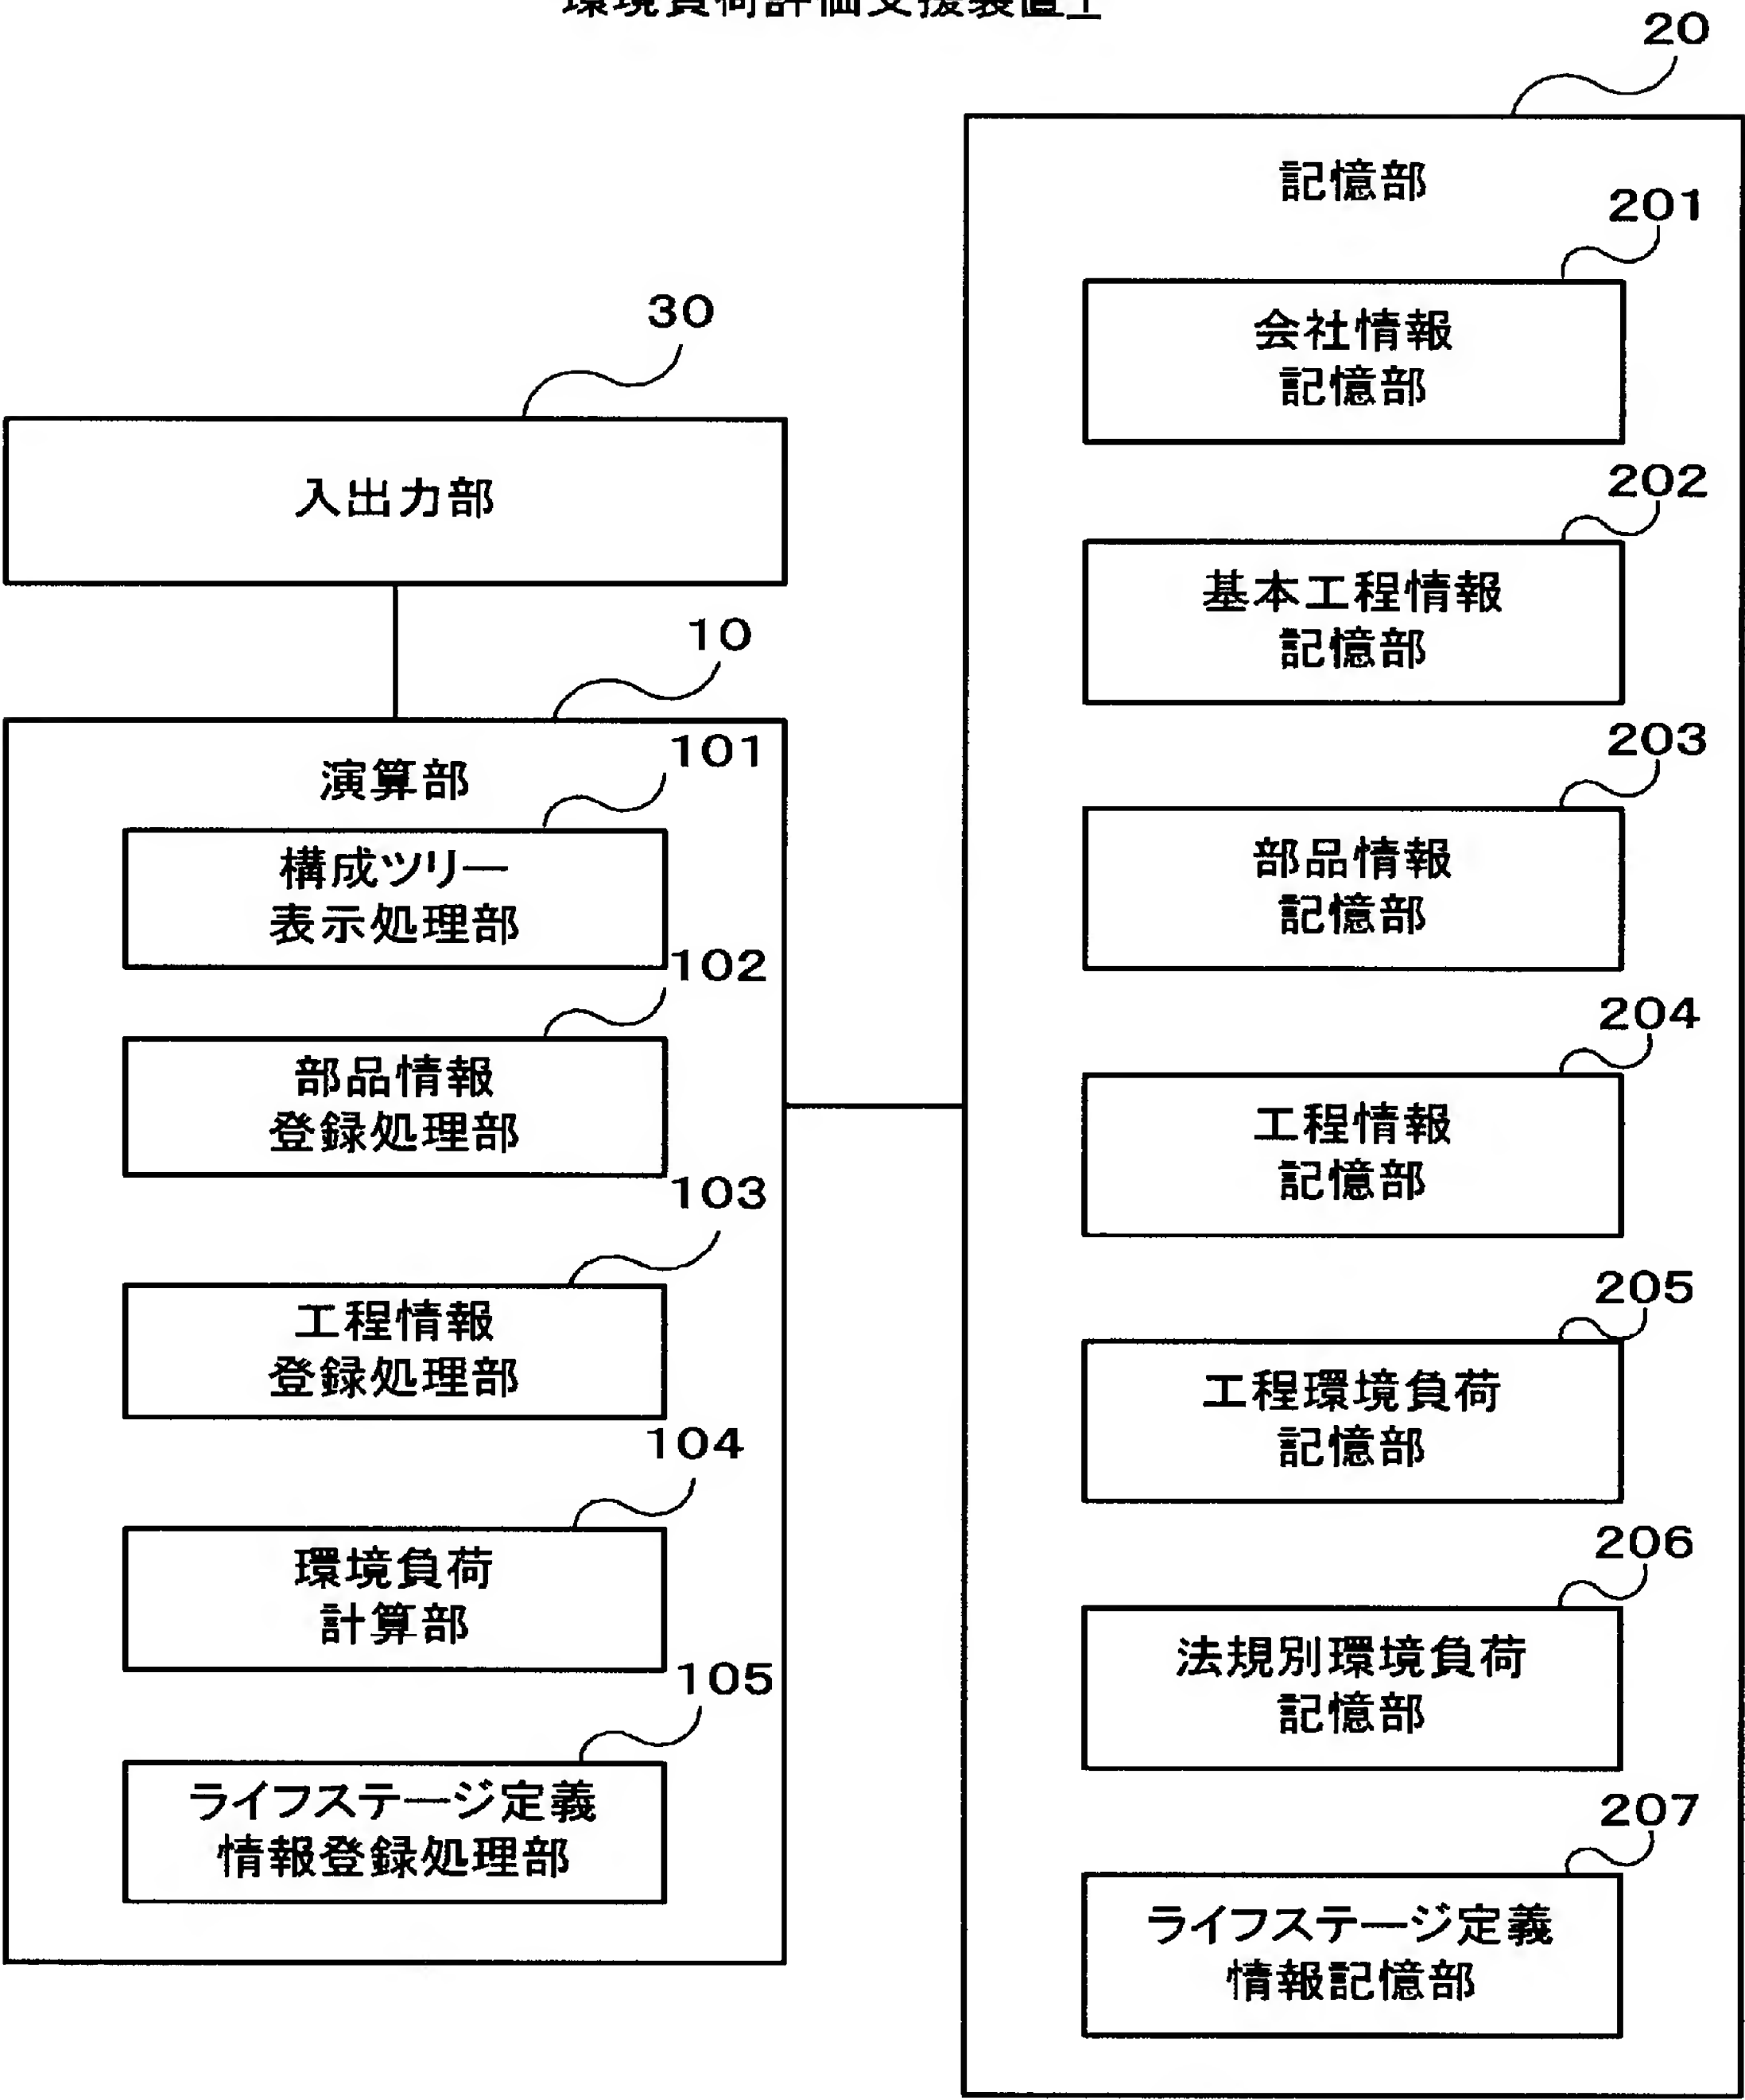 環境負荷評価支援装置1
20
記憶部
201
会社情報
記憶部
30
入出力部
202
基本工程情報
記憶部
10
演算部
101
構成ツリー
表示処理部
203
部品情報
記憶部
102
部品情報
登録処理部
204
工程情報
記憶部
103
工程情報
登録処理部
205
工程環境負荷
記憶部
104
環境負荷
計算部
206
法規別環境負荷
記憶部
105
ライフステージ定義
情報登録処理部
207
ライフステージ定義
情報記憶部